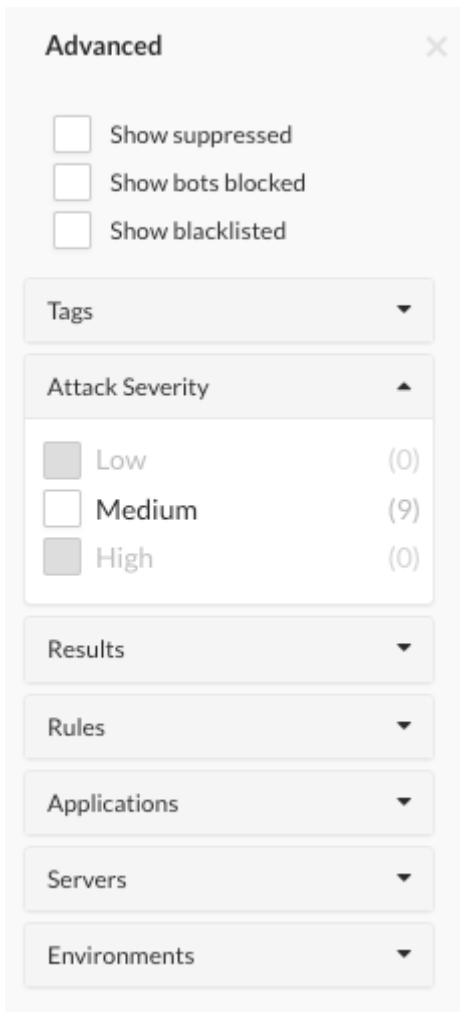 Advanced
Show suppressed
Show bots blocked
Show blacklisted
Tags
Attack Severity
Low (0)
Medium (9)
High (0)
Results
Rules
Applications
Servers
Environments